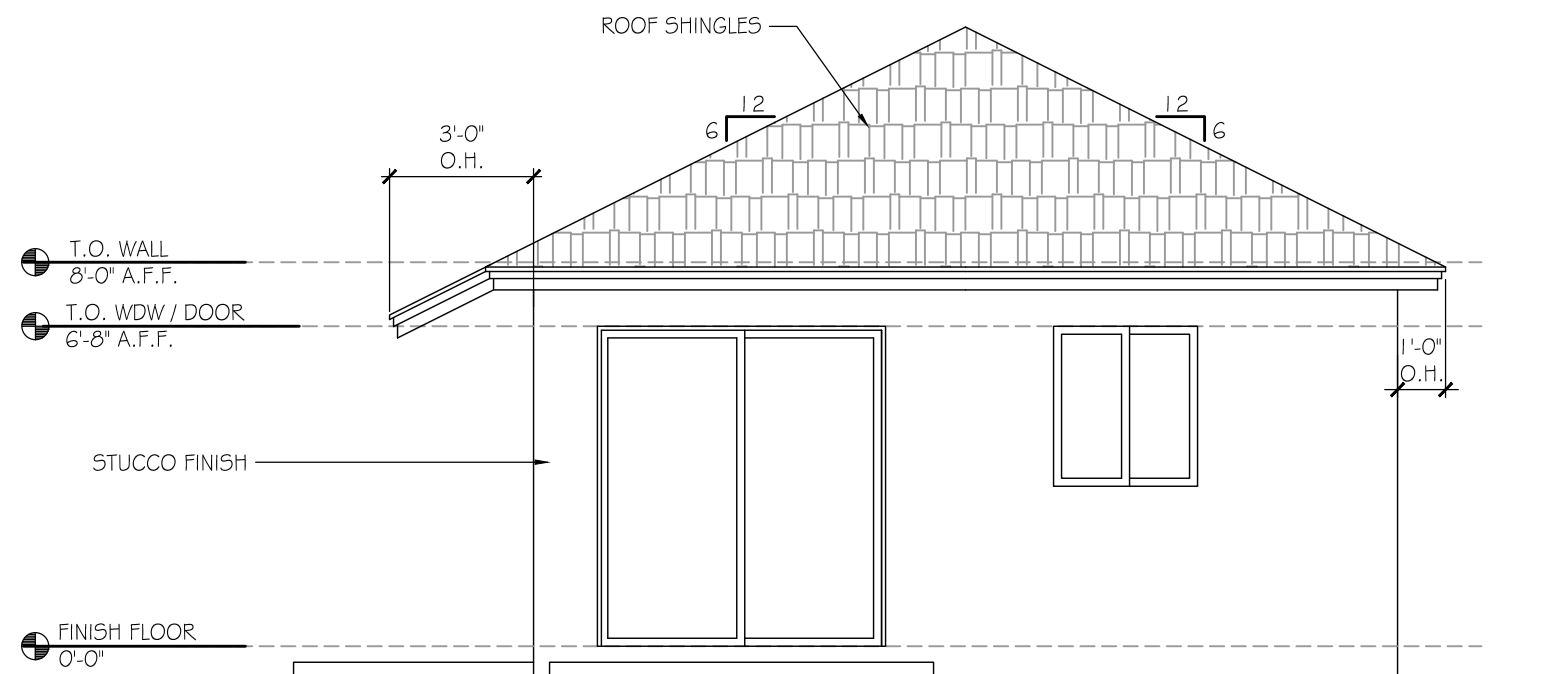 ROOF SHINGLES
12
6
12
6
3'-0"
O.H.
T.O. WALL
8'-0" A.F.F.
T.O. WDW / DOOR
6'-8" A.F.F.
1'-0"
O.H.
STUCCO FINISH
FINISH FLOOR
0'-0"